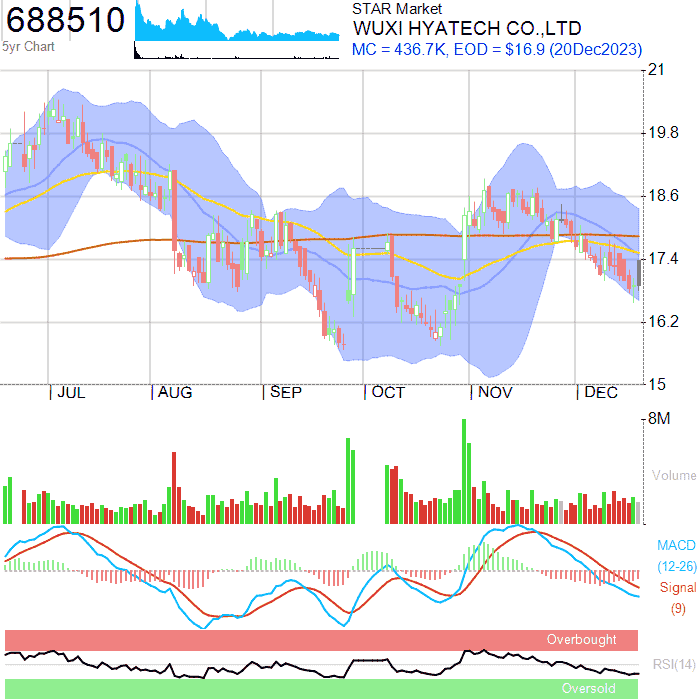 688510
5yr Chart
STAR Market
WUXI HYATECH CO.,LTD
MC = 436.7K, EOD = $16.9 (20Dec2023)
21
19.8
18.6
17.4
16.2
15
JUL AUG SEP OCT NOV DEC
8M
Volume
MACD
(12-26)
Signal
(9)
Overbought
RSI(14)
Oversold